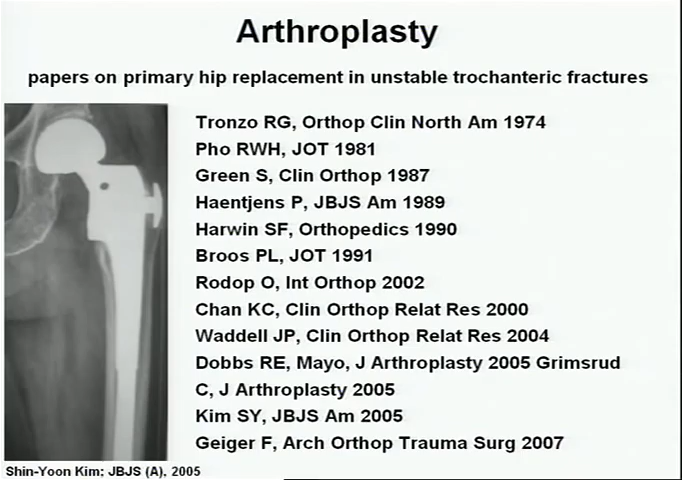 Arthroplasty
papers on primary hip replacement in unstable trochanteric fractures
Tronzo RG, Orthop Clin North Am 1974
Pho RWH, JOT 1981
Green S, Clin Orthop 1987
Haentjens P, JBJS Am 1989
Harwin SF, Orthopedics 1990
Broos PL, JOT 1991
Rodop O, Int Orthop 2002
Chan KC, Clin Orthop Relat Res 2000
Waddell JP, Clin Orthop Relat Res 2004
Dobbs RE, Mayo, J Arthroplasty 2005 Grimsrud
C, J Arthroplasty 2005
Kim SY, JBJS Am 2005
Geiger F, Arch Orthop Trauma Surg 2007
Shin-Yoon Kim; JBJS (A), 2005